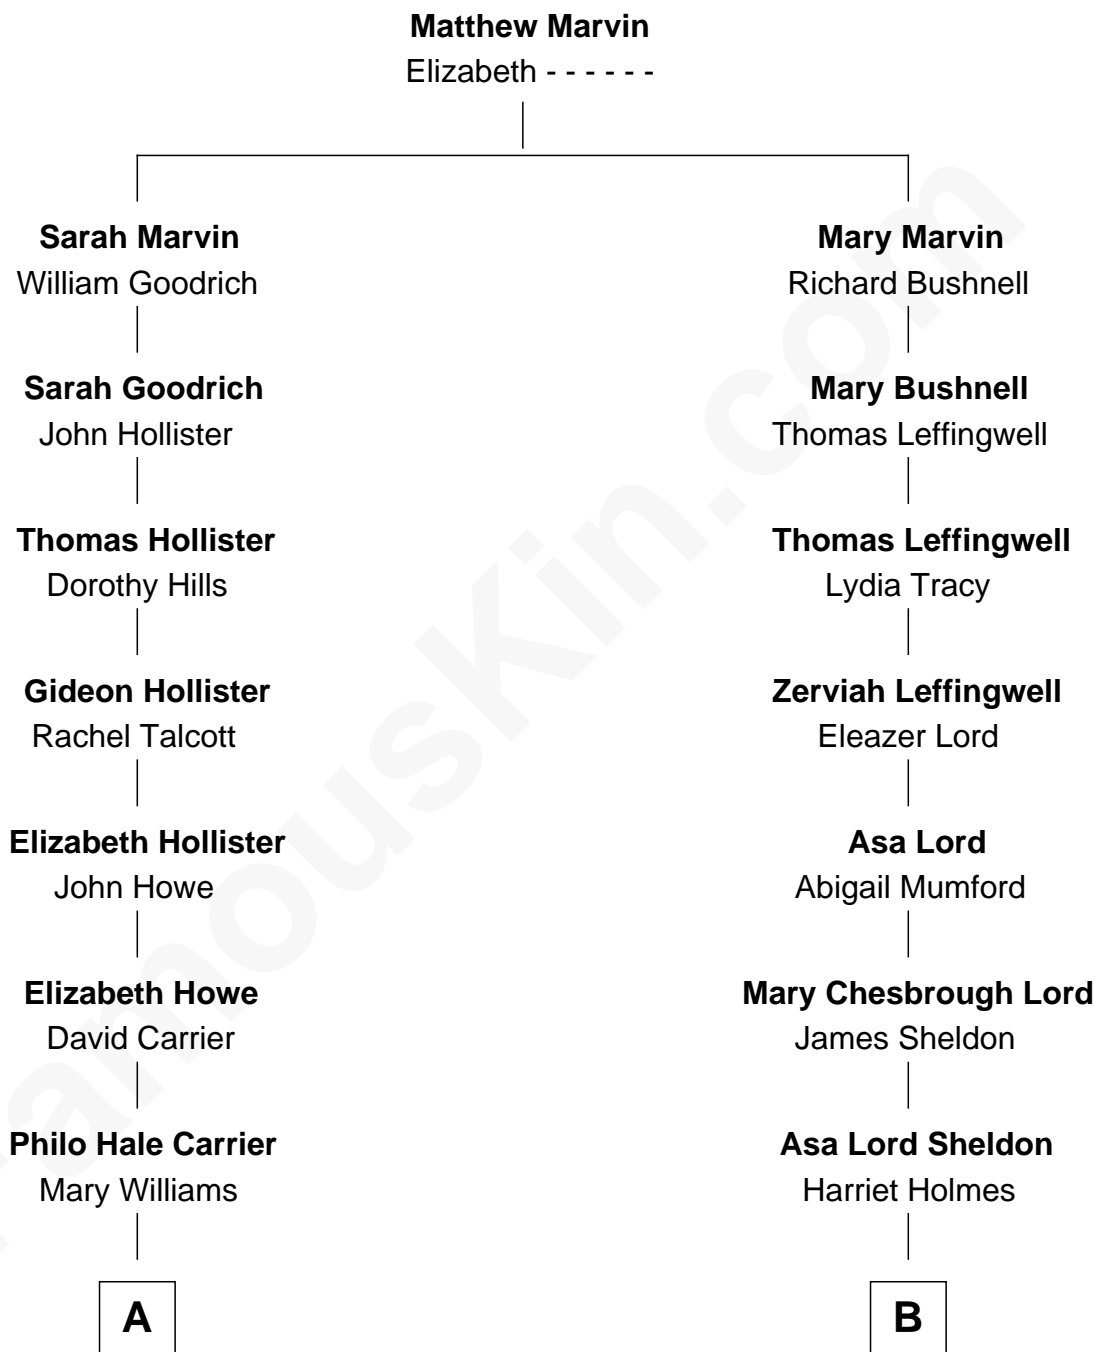 Matthew Marvin
Elizabeth - - - - - -
Sarah Marvin
William Goodrich
Mary Marvin
Richard Bushnell
Sarah Goodrich
John Hollister
Mary Bushnell
Thomas Leffingwell
Thomas Hollister
Dorothy Hills
Thomas Leffingwell
Lydia Tracy
Gideon Hollister
Rachel Talcott
Zerviah Leffingwell
Eleazer Lord
Elizabeth Hollister
John Howe
Asa Lord
Abigail Mumford
Elizabeth Howe
David Carrier
Mary Chesbrough Lord
James Sheldon
Philo Hale Carrier
Mary Williams
Asa Lord Sheldon
Harriet Holmes
A
B
FamousKin.com